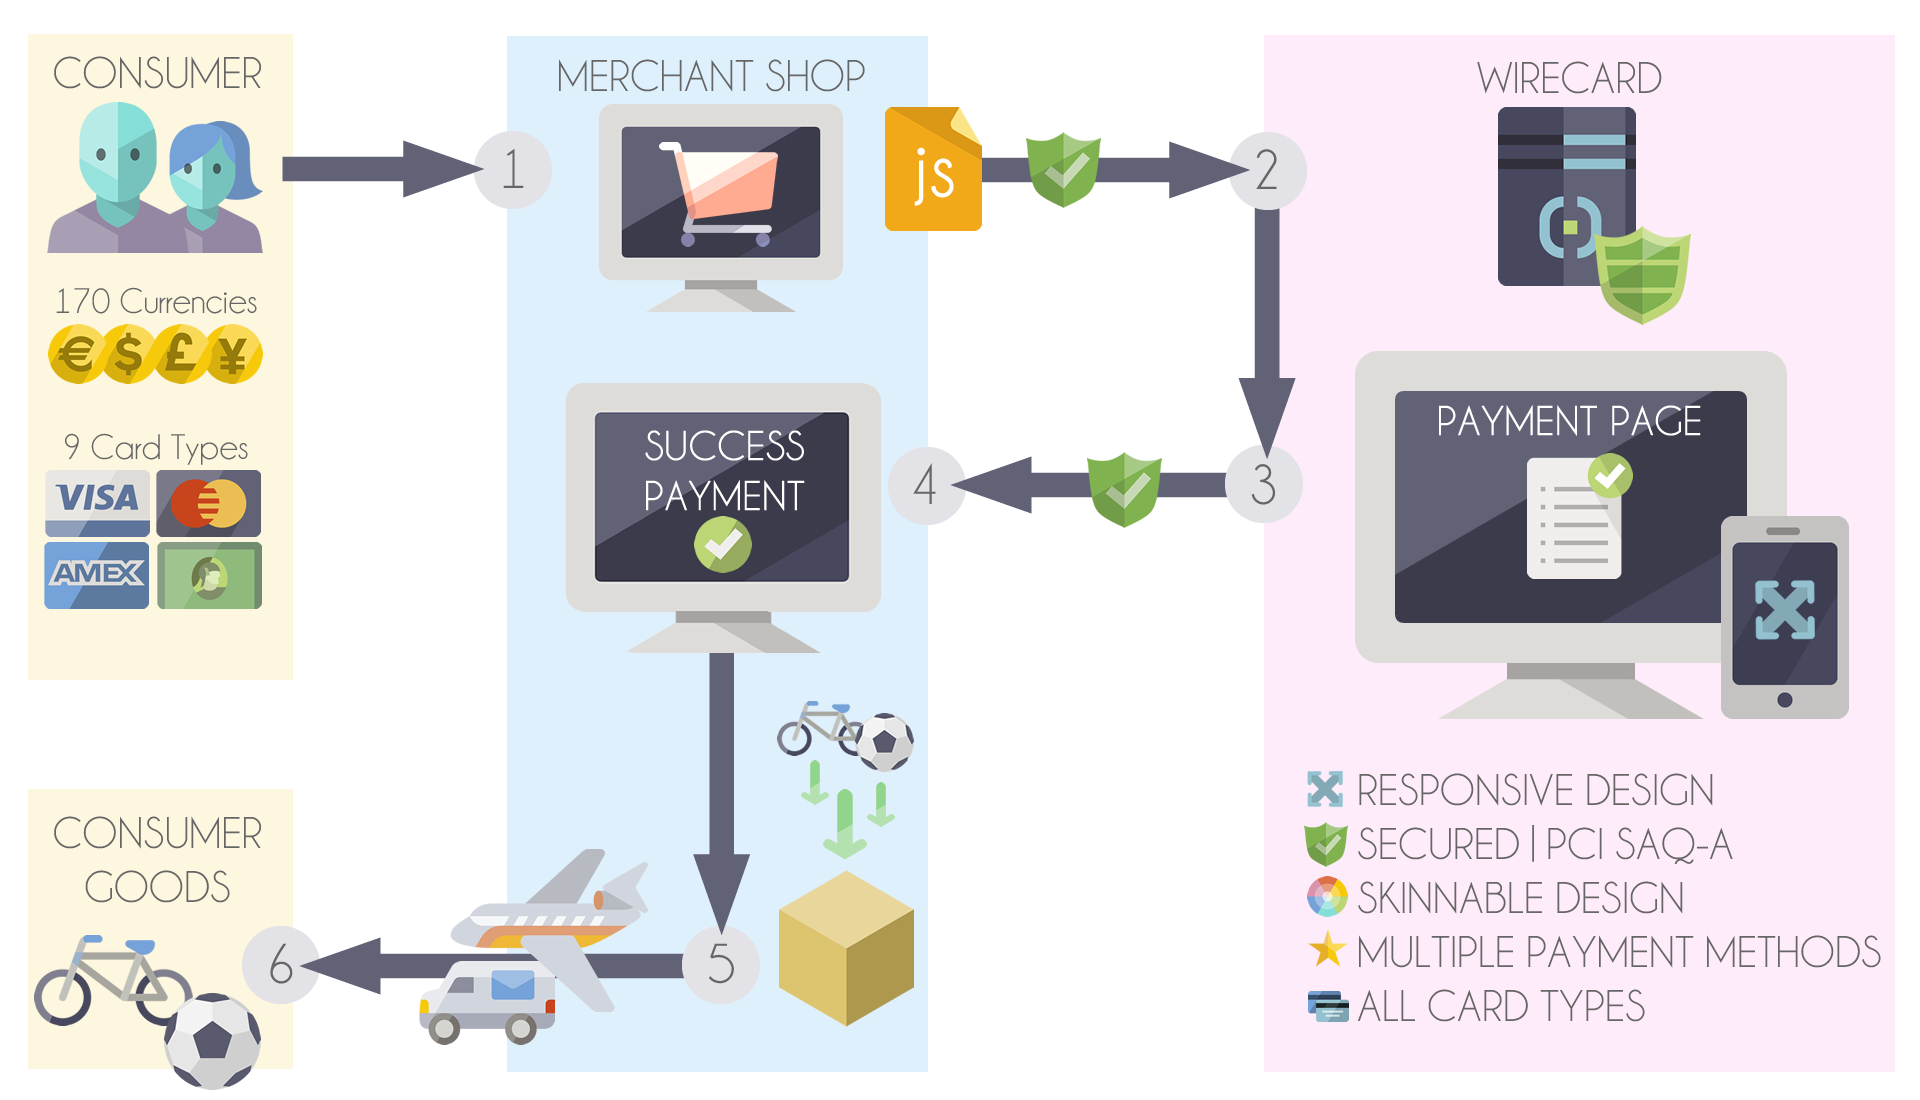 CONSUMER
170 Currencies
€ $ £ ¥
9 Card Types
VISA
AMEX
1
MERCHANT SHOP
js
2
WIRECARD
PAYMENT PAGE
3
4
SUCCESS
PAYMENT
5
6
CONSUMER
GOODS
RESPONSIVE DESIGN
SECURED | PCI SAQ-A
SKINNABLE DESIGN
MULTIPLE PAYMENT METHODS
ALL CARD TYPES